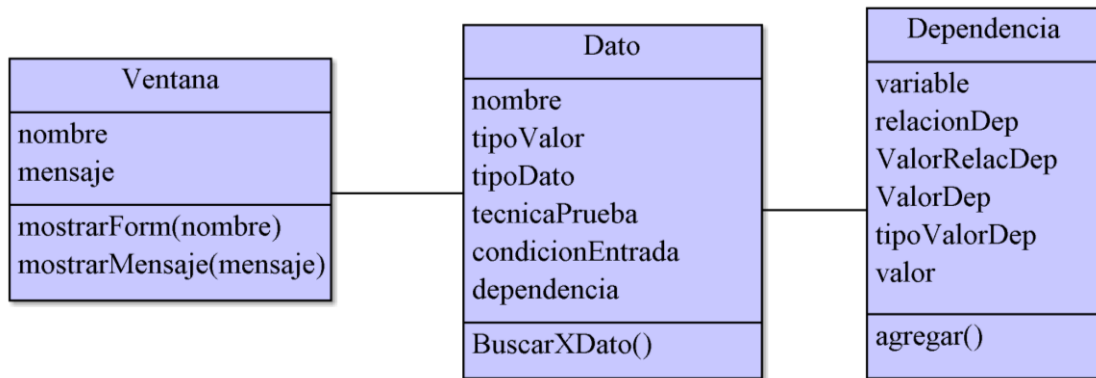 Ventana
nombre
mensaje
mostrarForm(nombre)
mostrarMensaje(mensaje)
Dato
nombre
tipoValor
tipoDato
tecnicaPrueba
condicionEntrada
dependencia
BuscarXDato()
Dependencia
variable
relacionDep
ValorRelacDep
ValorDep
tipoValorDep
valor
agregar()